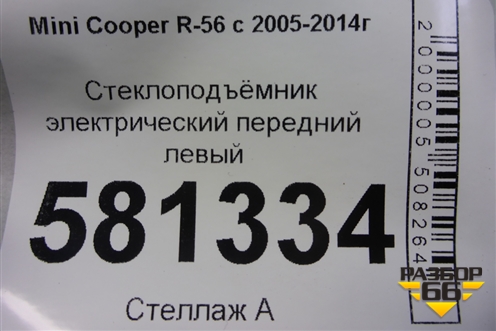 Mini Cooper R-56 с 2005-2014г
Стеклоподъёмник
электрический передний
левый
581334
Стеллаж А
2000005508264
РАЗБОР
66